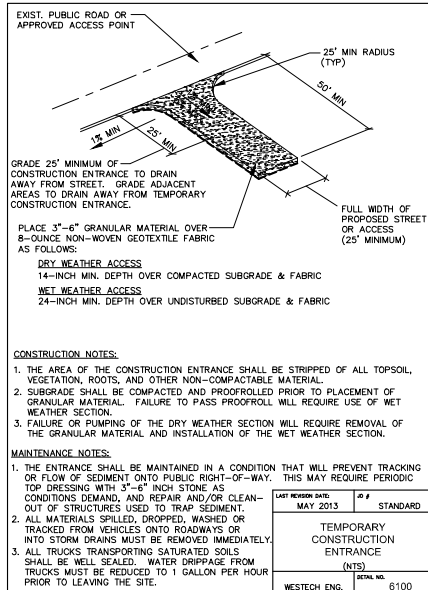 EXIST. PUBLIC ROAD OR
APPROVED ACCESS POINT
25' MIN RADIUS
(TYP)
50' MIN
1% MIN
25' MIN
GRADE 25' MINIMUM OF
CONSTRUCTION ENTRANCE TO DRAIN
AWAY FROM STREET. GRADE ADJACENT
AREAS TO DRAIN AWAY FROM TEMPORARY
CONSTRUCTION ENTRANCE.
FULL WIDTH OF
PROPOSED STREET
OR ACCESS
(25' MINIMUM)
PLACE 3"-6" GRANULAR MATERIAL OVER
8-OUNCE NON-WOVEN GEOTEXTILE FABRIC
AS FOLLOWS:
DRY WEATHER ACCESS
14-INCH MIN. DEPTH OVER COMPACTED SUBGRADE & FABRIC
WET WEATHER ACCESS
24-INCH MIN. DEPTH OVER UNDISTURBED SUBGRADE & FABRIC
CONSTRUCTION NOTES:
1. THE AREA OF THE CONSTRUCTION ENTRANCE SHALL BE STRIPPED OF ALL TOPSOIL,
VEGETATION, ROOTS, AND OTHER NON-COMPACTABLE MATERIAL.
2. SUBGRADE SHALL BE COMPACTED AND PROOFROLLED PRIOR TO PLACEMENT OF
GRANULAR MATERIAL. FAILURE TO PASS PROOFROLL WILL REQUIRE USE OF WET
WEATHER SECTION.
3. FAILURE OR PUMPING OF THE DRY WEATHER SECTION WILL REQUIRE REMOVAL OF
THE GRANULAR MATERIAL AND INSTALLATION OF THE WET WEATHER SECTION.
MAINTENANCE NOTES:
1. THE ENTRANCE SHALL BE MAINTAINED IN A CONDITION THAT WILL PREVENT TRACKING
OR FLOW OF SEDIMENT ONTO PUBLIC RIGHT-OF-WAY. THIS MAY REQUIRE PERIODIC
TOP DRESSING WITH 3"-6" INCH STONE AS
CONDITIONS DEMAND, AND REPAIR AND/OR CLEAN-
OUT OF STRUCTURES USED TO TRAP SEDIMENT.
2. ALL MATERIALS SPILLED, DROPPED, WASHED OR
TRACKED FROM VEHICLES ONTO ROADWAYS OR
INTO STORM DRAINS MUST BE REMOVED IMMEDIATELY.
3. ALL TRUCKS TRANSPORTING SATURATED SOILS
SHALL BE WELL SEALED. WATER DRIPPAGE FROM
TRUCKS MUST BE REDUCED TO 1 GALLON PER HOUR
PRIOR TO LEAVING THE SITE.
LAST REVISION DATE: JO #
MAY 2013 STANDARD
TEMPORARY
CONSTRUCTION
ENTRANCE
(NTS)
DETAIL NO.
WESTECH ENG. 6100